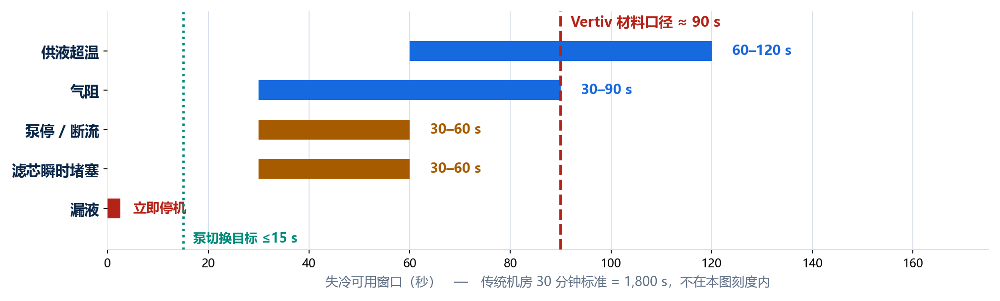 Vertiv 材料口径 ≈ 90 s
供液超温 60–120 s
气阻 30–90 s
泵停 / 断流 30–60 s
滤芯瞬时堵塞 30–60 s
漏液 立即停机
泵切换目标 ≤15 s
0 20 40 60 80 100 120 140 160
失冷可用窗口（秒） — 传统机房 30 分钟标准 = 1,800 s，不在本图刻度内